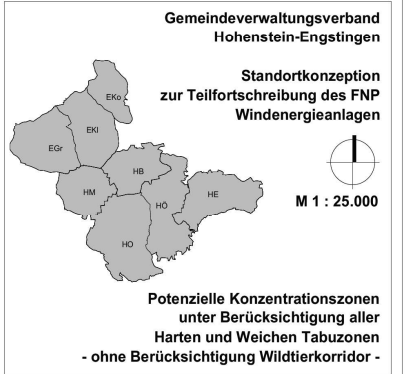 Gemeindeverwaltungsverband
Hohenstein-Engstingen
Standortkonzeption
zur Teilfortschreibung des FNP
Windenergieanlagen
EKo
EKl
EGr
HB
HM
HÖ
HE
HO
M 1 : 25.000
Potenzielle Konzentrationszonen
unter Berücksichtigung aller
Harten und Weichen Tabuzonen
- ohne Berücksichtigung Wildtierkorridor -